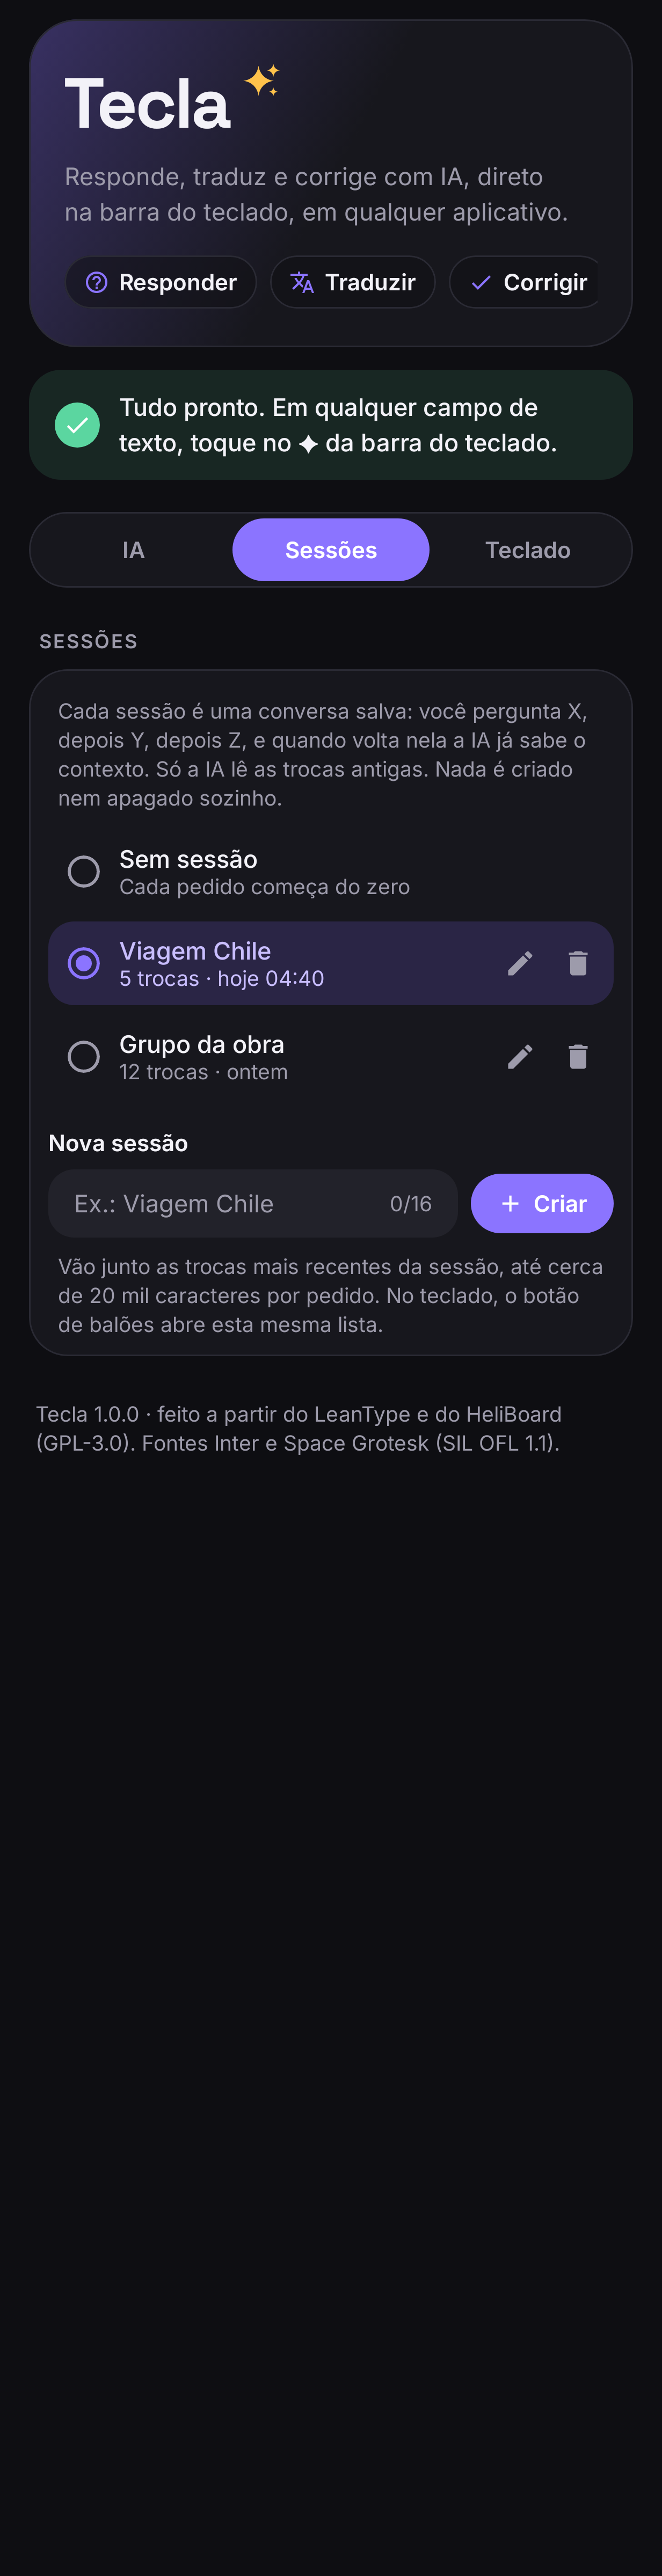 Tecla
Responde, traduz e corrige com IA, direto
na barra do teclado, em qualquer aplicativo.
Responder
Traduzir
Corrigir
Tudo pronto. Em qualquer campo de
texto, toque no ✦ da barra do teclado.
IA
Sessões
Teclado
SESSÕES
Cada sessão é uma conversa salva: você pergunta X,
depois Y, depois Z, e quando volta nela a IA já sabe o
contexto. Só a IA lê as trocas antigas. Nada é criado
nem apagado sozinho.
Sem sessão
Cada pedido começa do zero
Viagem Chile
5 trocas · hoje 04:40
Grupo da obra
12 trocas · ontem
Nova sessão
Ex.: Viagem Chile
0/16
+ Criar
Vão junto as trocas mais recentes da sessão, até cerca
de 20 mil caracteres por pedido. No teclado, o botão
de balões abre esta mesma lista.
Tecla 1.0.0 · feito a partir do LeanType e do HeliBoard
(GPL-3.0). Fontes Inter e Space Grotesk (SIL OFL 1.1).